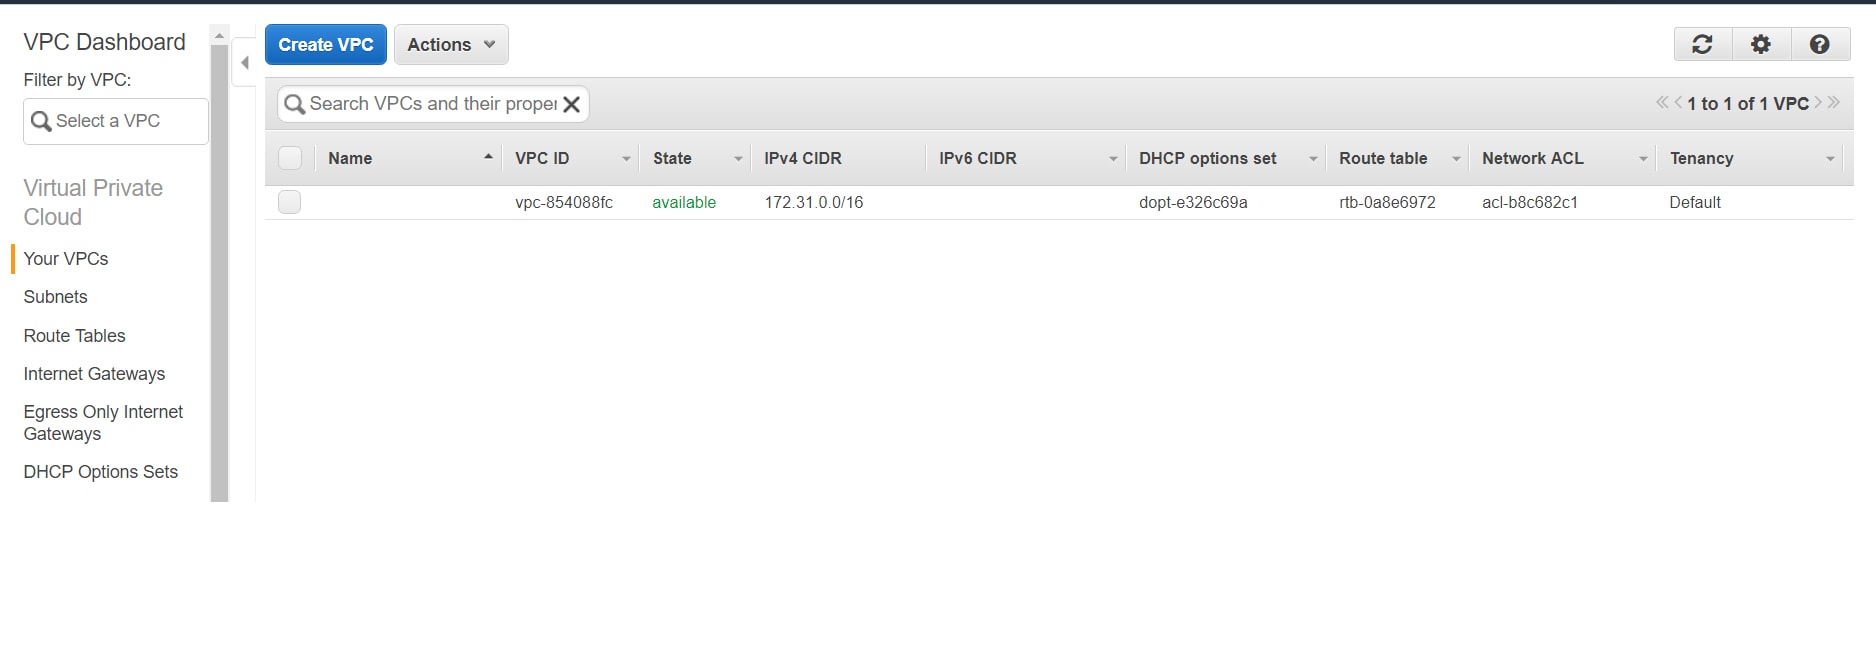 VPC Dashboard
Filter by VPC:
Select a VPC
Virtual Private
Cloud
Your VPCs
Subnets
Route Tables
Internet Gateways
Egress Only Internet
Gateways
DHCP Options Sets
Create VPC Actions
Search VPCs and their proper
1 to 1 of 1 VPC
Name VPC ID State IPv4 CIDR IPv6 CIDR DHCP options set Route table Network ACL Tenancy
vpc-854088fc available 172.31.0.0/16 dopt-e326c69a rtb-0a8e6972 acl-b8c682c1 Default